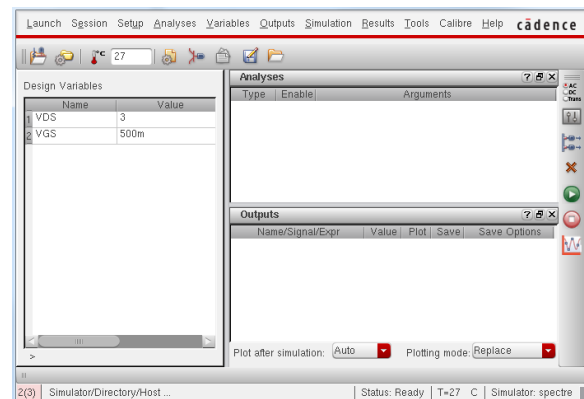 Launch Session Setup Analyses Variables Outputs Simulation Results Tools Calibre Help cādence
°C 27
Design Variables
Name Value
1 VDS 3
2 VGS 500m
>
Analyses
Type Enable Arguments
AC
DC
Trans
Outputs
Name/Signal/Expr Value Plot Save Save Options
Plot after simulation: Auto Plotting mode: Replace
2(3) Simulator/Directory/Host ... Status: Ready T=27 C Simulator: spectre